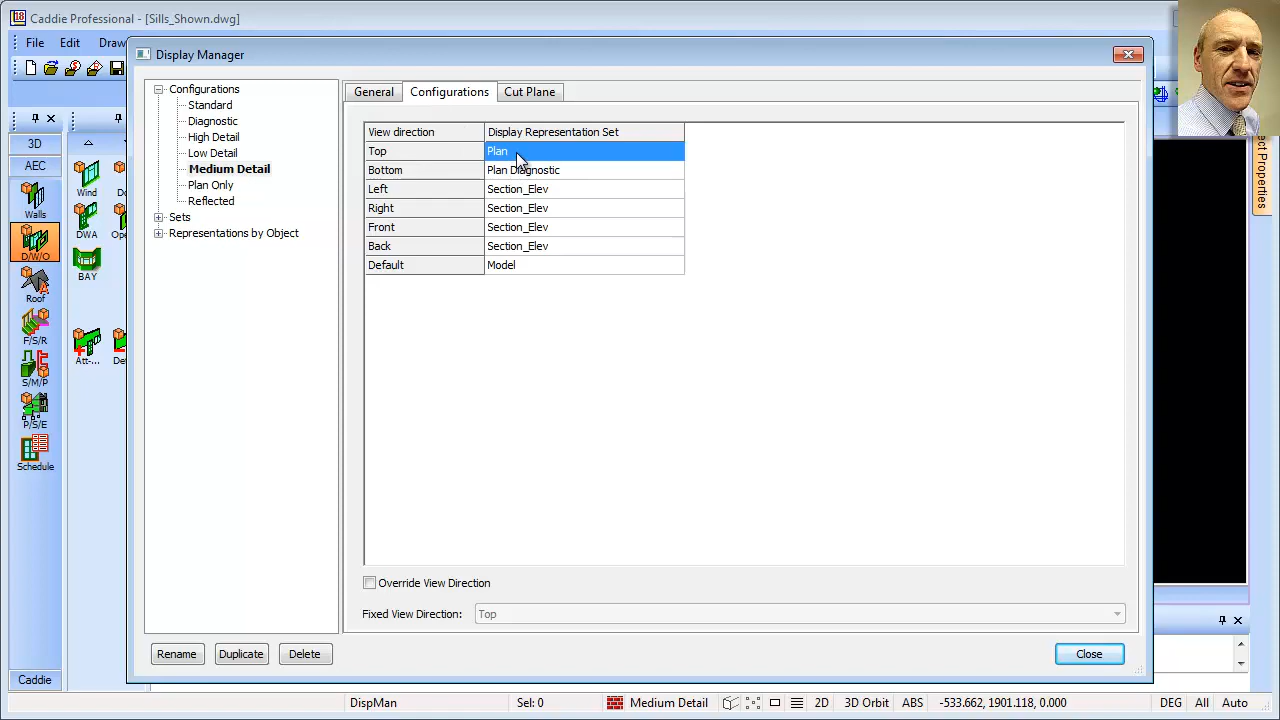 Caddie Professional - [Sills_Shown.dwg]
File Edit Draw
Display Manager
3D
AEC
Walls
D/W/O
Roof
F/S/R
S/M/P
P/S/E
Schedule
Caddie
Wind
DWA
BAY
Att-...
Configurations
Standard
Diagnostic
High Detail
Low Detail
Medium Detail
Plan Only
Reflected
Sets
Representations by Object
General Configurations Cut Plane
View direction Display Representation Set
Top Plan
Bottom Plan Diagnostic
Left Section_Elev
Right Section_Elev
Front Section_Elev
Back Section_Elev
Default Model
Override View Direction
Fixed View Direction: Top
Rename Duplicate Delete Close
Properties
DispMan Sel: 0 Medium Detail 2D 3D Orbit ABS -533.662, 1901.118, 0.000 DEG All Auto